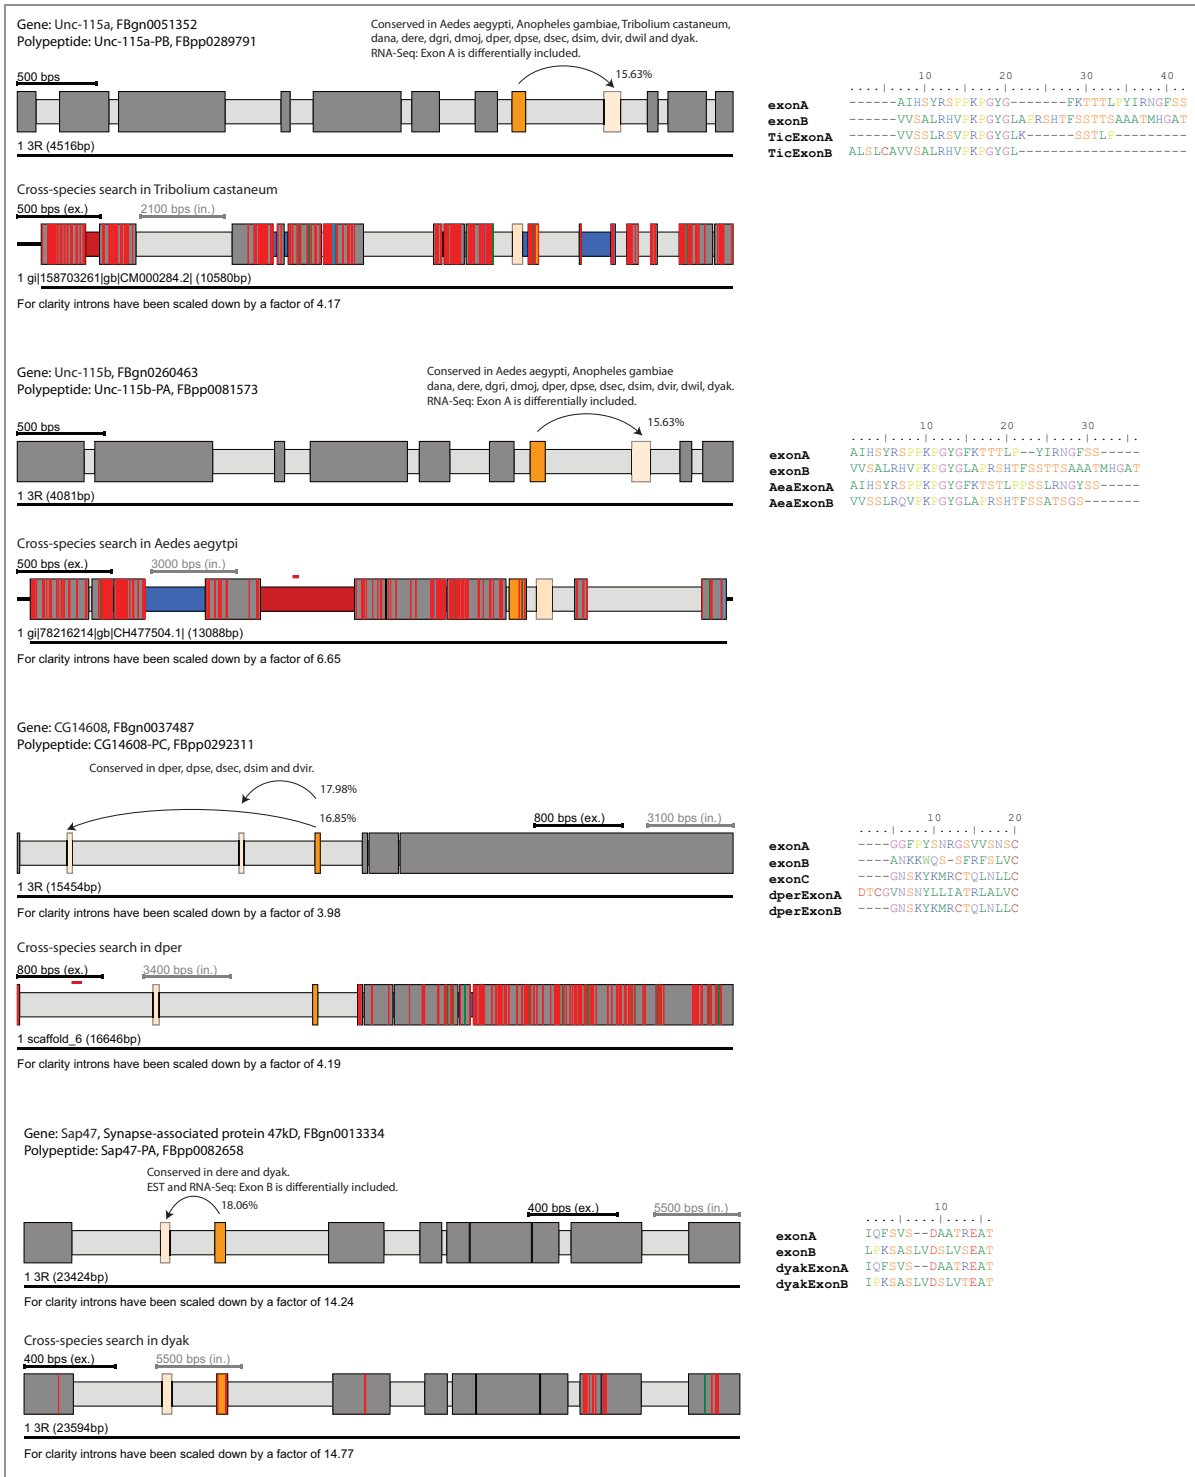 Gene: Unc-115a, FBgn0051352
Polypeptide: Unc-115a-PB, FBpp0289791
Conserved in Aedes aegypti, Anopheles gambiae, Tribolium castaneum,
dana, dere, dgri, dmoj, dper, dpse, dsec, dsim, dvir, dwil and dyak.
RNA-Seq: Exon A is differentially included.
15.63%
500 bps
1 3R (4516bp)
10 20 30 40
exonA ------AIHSYRSPPKPGYG-------FKTTTLPYIRNGFSS
exonB ------VVSALRHVPKPGYGLAPRSHTFSSTTSAAATMHGAT
TicExonA ------VVSSLRSVPRPGYGLK------SSTLP---------
TicExonB ALSLCAVVSALRHVPKPGYGL---------------------
Cross-species search in Tribolium castaneum
500 bps (ex.) 2100 bps (in.)
1 gi|158703261|gb|CM000284.2| (10580bp)
For clarity introns have been scaled down by a factor of 4.17
Gene: Unc-115b, FBgn0260463
Polypeptide: Unc-115b-PA, FBpp0081573
Conserved in Aedes aegypti, Anopheles gambiae
dana, dere, dgri, dmoj, dper, dpse, dsec, dsim, dvir, dwil, dyak.
RNA-Seq: Exon A is differentially included.
15.63%
500 bps
1 3R (4081bp)
10 20 30
exonA AIHSYRSPPKPGYGFKTTTLP--YIRNGFSS-----
exonB VVSALRHVPKPGYGLAPRSHTFSSTTSAAATMHGAT
AeaExonA AIHSYRSPPKPGYGFKTSTLPPSSLRNGYSS-----
AeaExonB VVSSLRQVPKPGYGLAPRSHTFSSATSGS-------
Cross-species search in Aedes aegytpi
500 bps (ex.) 3000 bps (in.)
1 gi|78216214|gb|CH477504.1| (13088bp)
For clarity introns have been scaled down by a factor of 6.65
Gene: CG14608, FBgn0037487
Polypeptide: CG14608-PC, FBpp0292311
Conserved in dper, dpse, dsec, dsim and dvir.
17.98%
16.85%
800 bps (ex.) 3100 bps (in.)
1 3R (15454bp)
For clarity introns have been scaled down by a factor of 3.98
10 20
exonA ----GGFPYSNRGSVVSNSC
exonB ----ANKKWQS-SFRFSLVC
exonC ----GNSKYKMRCTQLNLLC
dperExonA DTCGVNSNYLLIATRLALVC
dperExonB ----GNSKYKMRCTQLNLLC
Cross-species search in dper
800 bps (ex.) 3400 bps (in.)
1 scaffold_6 (16646bp)
For clarity introns have been scaled down by a factor of 4.19
Gene: Sap47, Synapse-associated protein 47kD, FBgn0013334
Polypeptide: Sap47-PA, FBpp0082658
Conserved in dere and dyak.
EST and RNA-Seq: Exon B is differentially included.
18.06%
400 bps (ex.) 5500 bps (in.)
1 3R (23424bp)
For clarity introns have been scaled down by a factor of 14.24
10
exonA IQFSVS--DAATREAT
exonB LPKSASLVDSLVSEAT
dyakExonA IQFSVS--DAATREAT
dyakExonB IPKSASLVDSLVTEAT
Cross-species search in dyak
400 bps (ex.) 5500 bps (in.)
1 3R (23594bp)
For clarity introns have been scaled down by a factor of 14.77